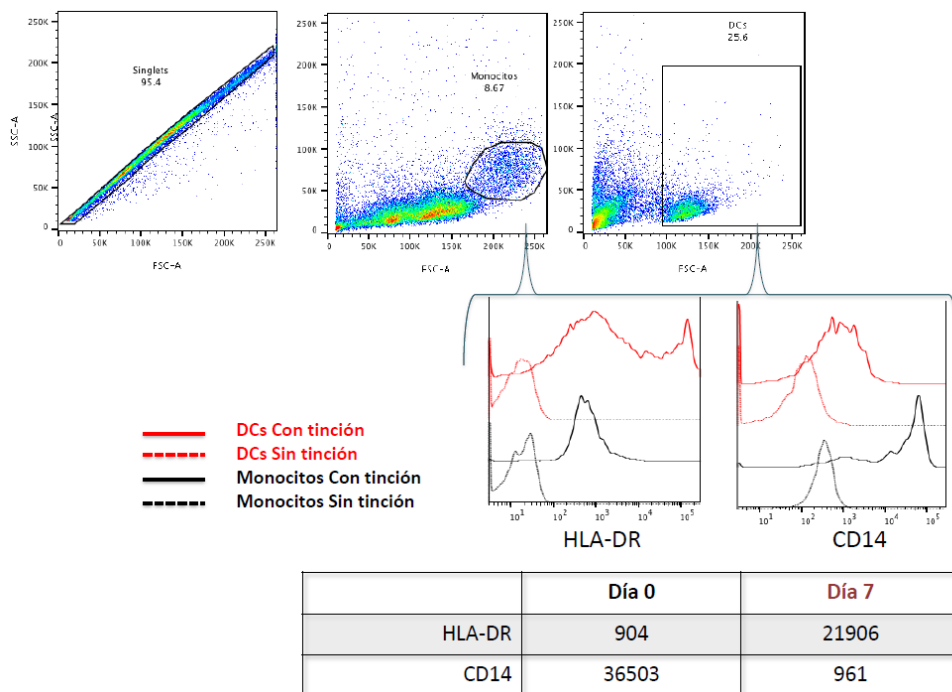 Singlets
95.4
250K
200K
150K
100K
50K
0
SSC-A
SSC-A
0 50K 100K 150K 200K 250K
FSC-A
Monocitos
8.67
250K
200K
150K
100K
50K
0
0 50K 100K 150K 200K 250K
FSC-A
DCs
25.6
250K
200K
150K
100K
50K
0
0 50K 100K 150K 200K 250K
FSC-A
DCs Con tinción
DCs Sin tinción
Monocitos Con tinción
Monocitos Sin tinción
10¹ 10² 10³ 10⁴ 10⁵
HLA-DR
10¹ 10² 10³ 10⁴ 10⁵
CD14
Día 0 Día 7
HLA-DR 904 21906
CD14 36503 961